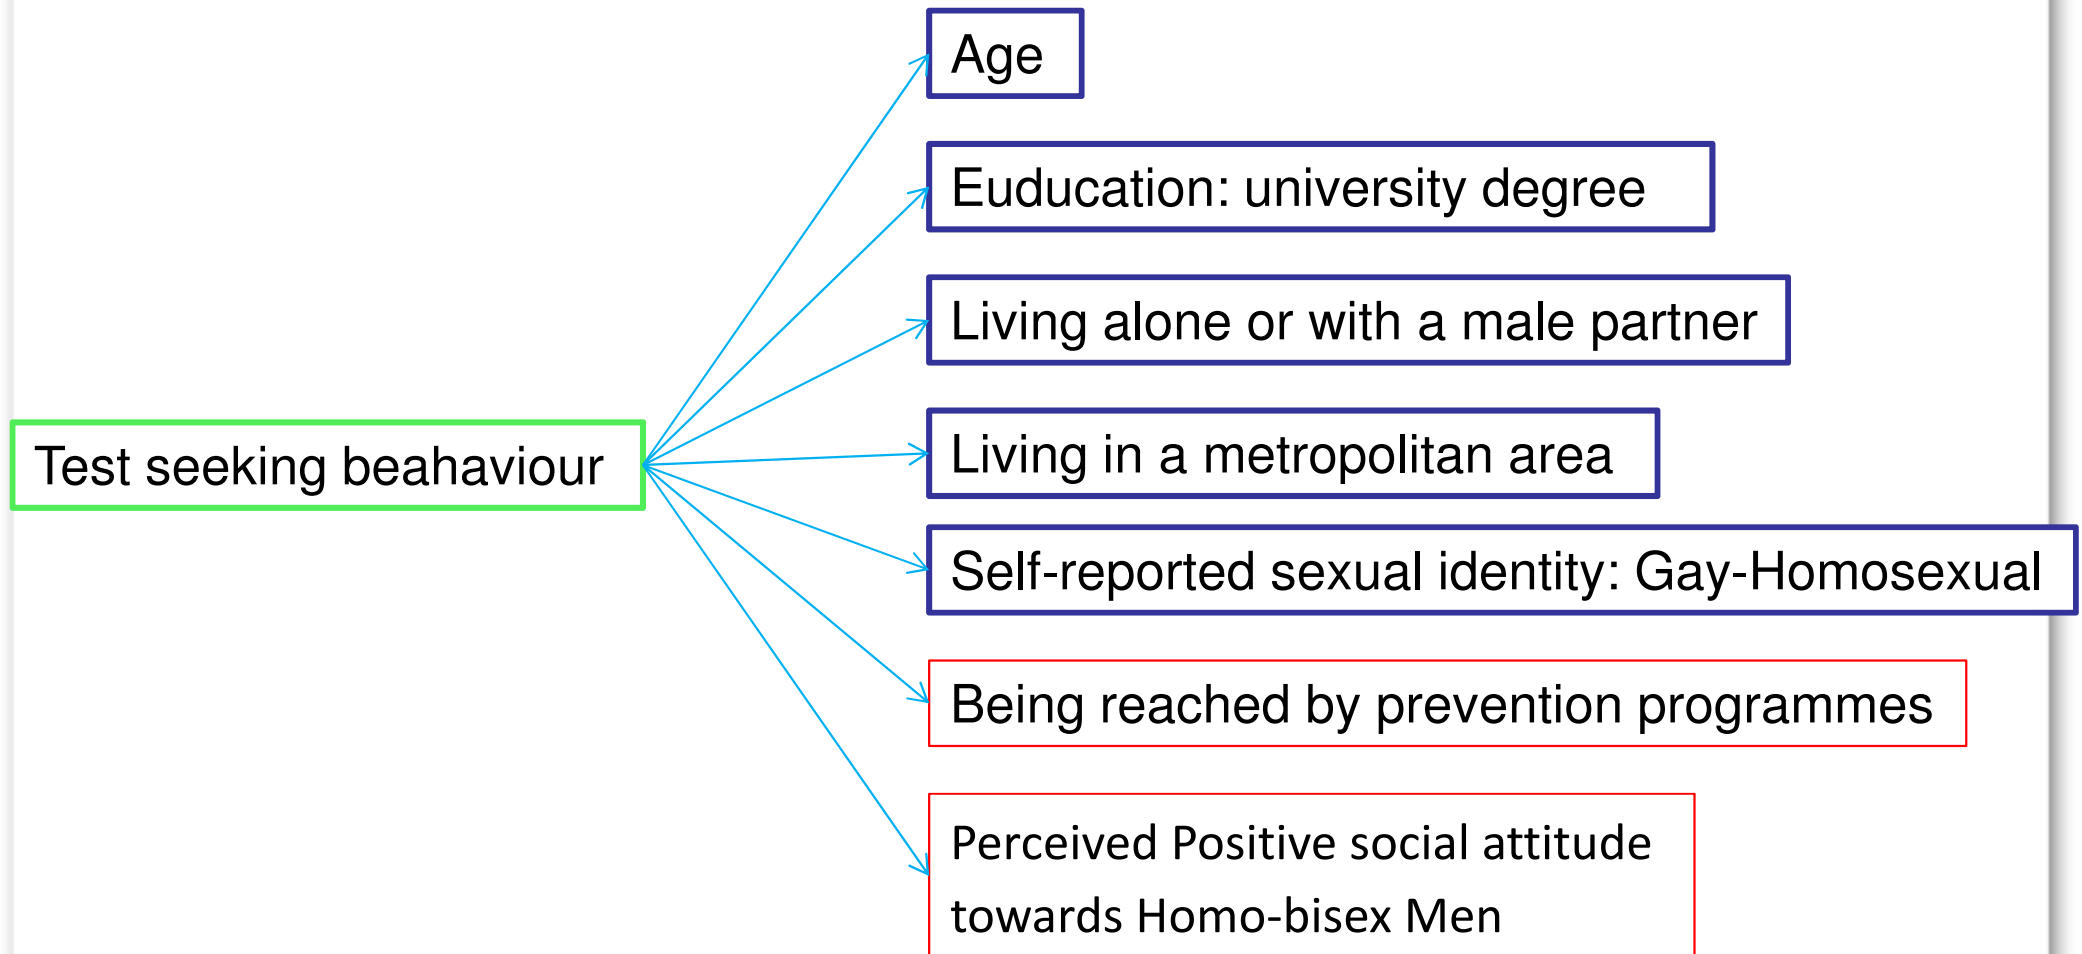 Age
Euducation: university degree
Living alone or with a male partner
Living in a metropolitan area
Test seeking beahaviour
Self-reported sexual identity: Gay-Homosexual
Being reached by prevention programmes
Perceived Positive social attitude
towards Homo-bisex Men